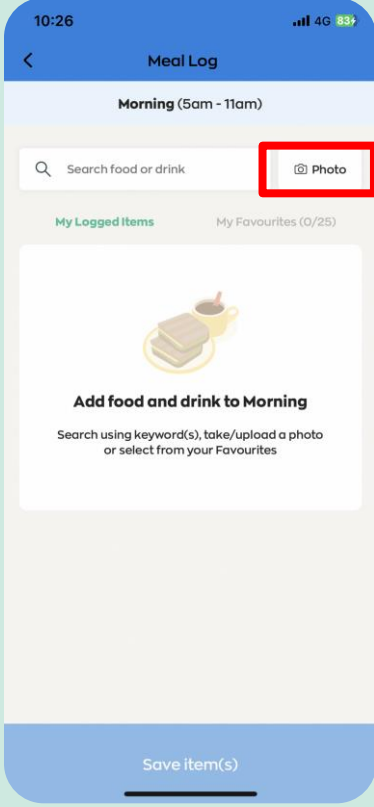 10:26 4G 83
Meal Log
Morning (5am - 11am)
Search food or drink Photo
My Logged Items My Favourites (0/25)
Add food and drink to Morning
Search using keyword(s), take/upload a photo
or select from your Favourites
Save item(s)